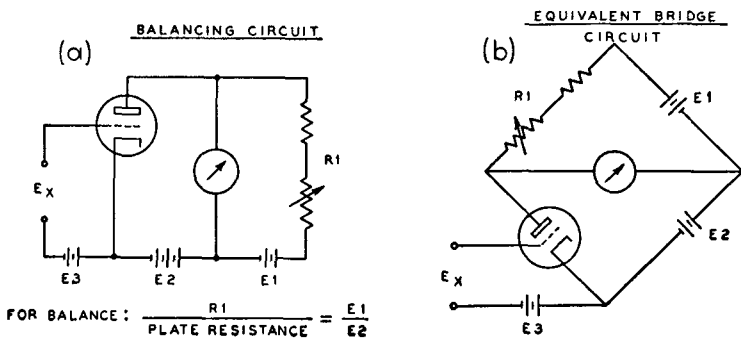 (a)
BALANCING CIRCUIT
EX
R1
E3
E2
E1
FOR BALANCE: R1 / PLATE RESISTANCE = E1 / E2
(b)
EQUIVALENT BRIDGE
CIRCUIT
R1
E1
E2
EX
E3